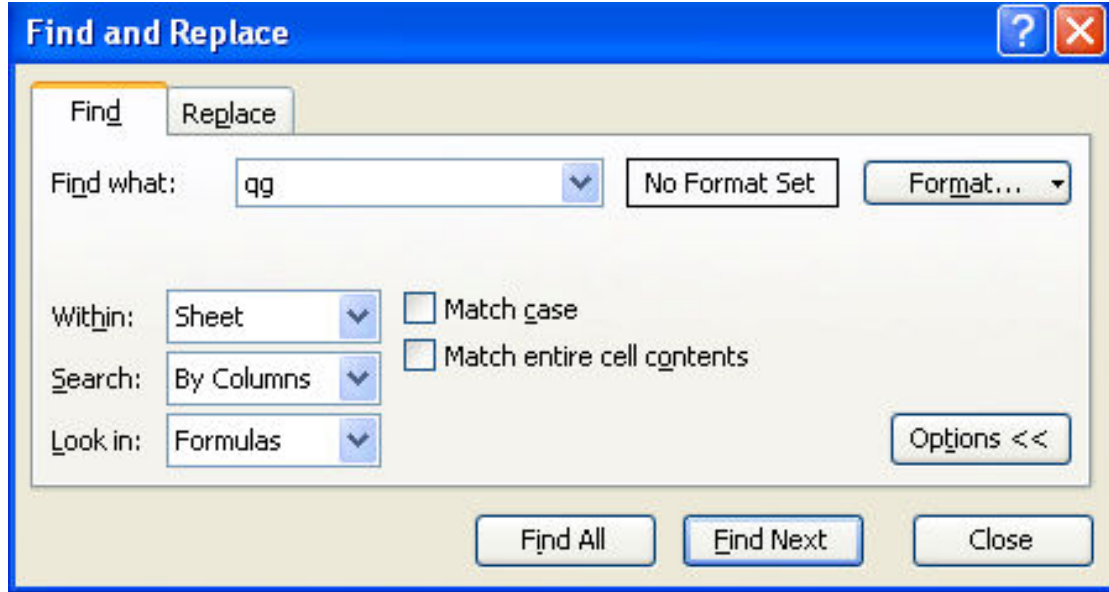 Find and Replace ?
Find Replace
Find what: qg No Format Set Format...
Within: Sheet Match case
Match entire cell contents
Search: By Columns
Look in: Formulas Options <<
Find All Find Next Close